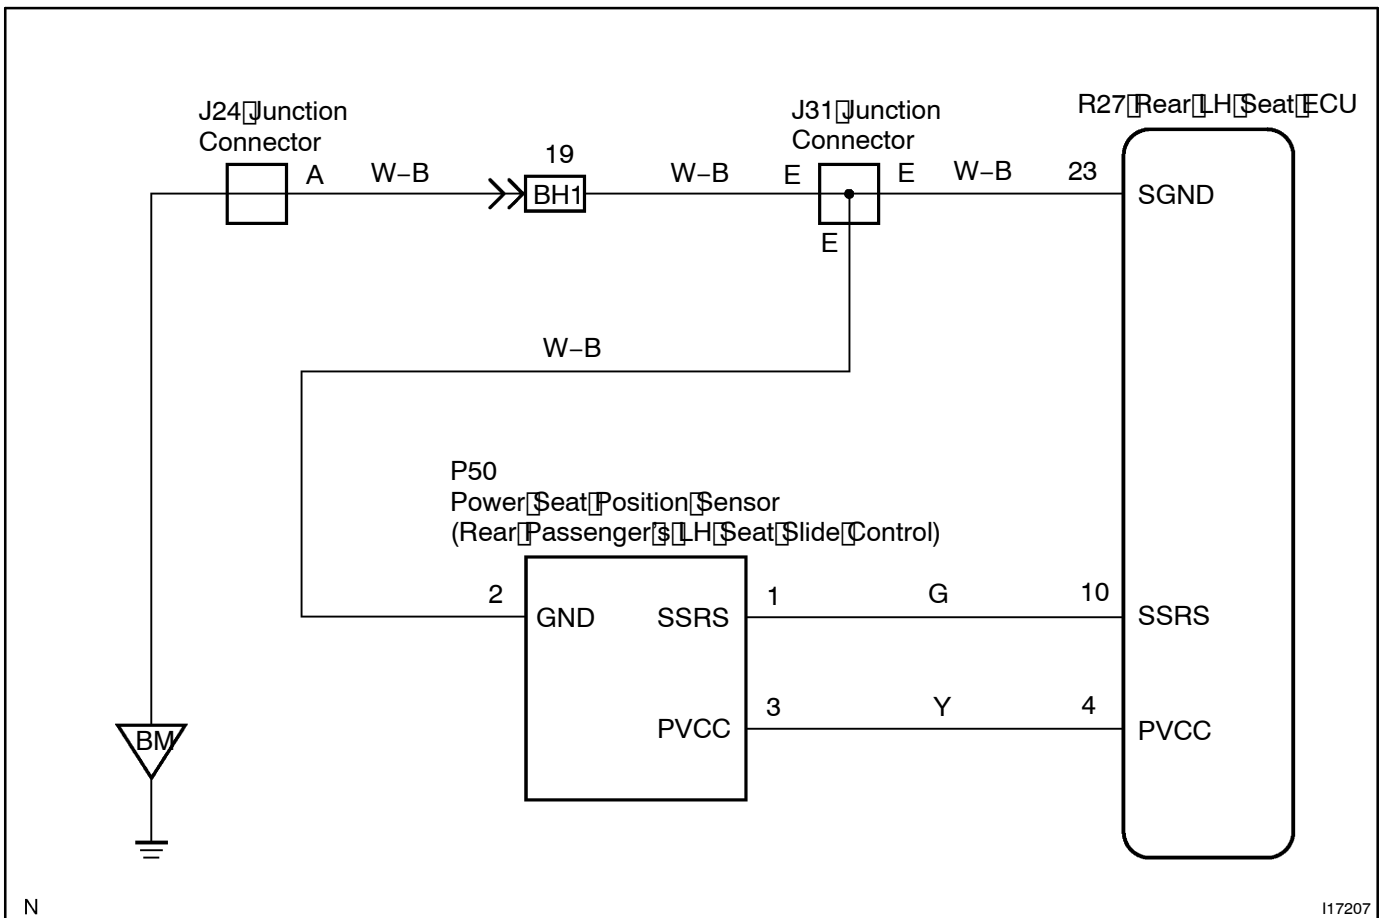 J24 Junction
Connector
A
W–B
19
BH1
W–B
J31 Junction
Connector
E
E
E
W–B
23
R27 Rear LH Seat ECU
SGND
W–B
P50
Power Seat Position Sensor
(Rear Passenger's LH Seat Slide Control)
2
GND
SSRS
1
G
10
SSRS
PVCC
3
Y
4
PVCC
BM
N
I17207